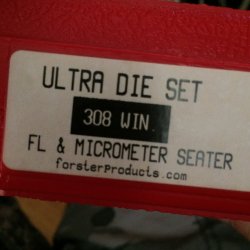 ULTRA DIE SET
308 WIN
FL & MICROMETER SEATER
forsterProducts.com